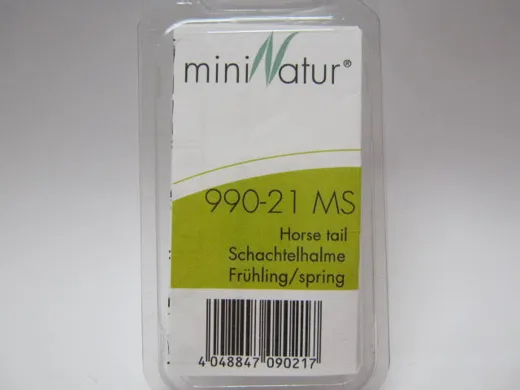 miniNatur®
990-21 MS
Horse tail
Schachtelhalme
Frühling/spring
4 048847 090217